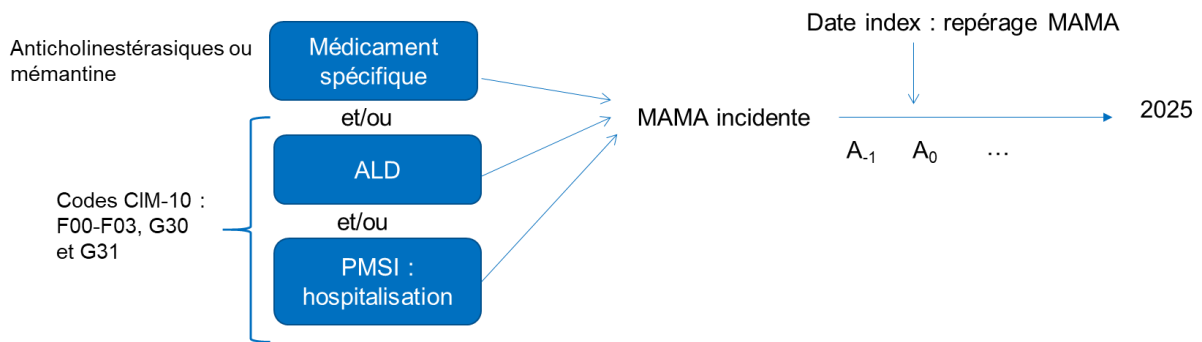 Date index : repérage MAMA
Anticholinestérasiques ou
mémantine
Médicament
spécifique
et/ou
MAMA incidente
2025
A-1
A0
...
ALD
Codes CIM-10 :
F00-F03, G30
et G31
et/ou
PMSI :
hospitalisation